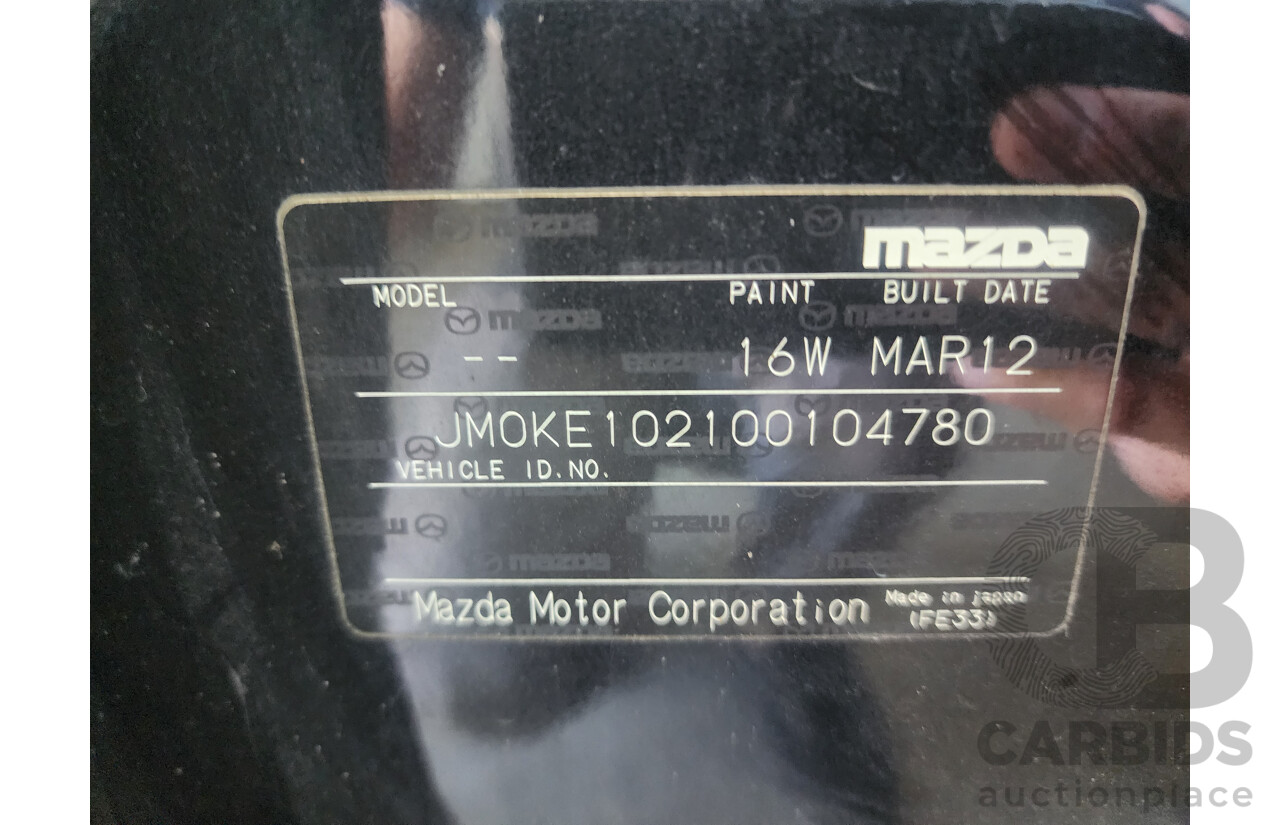 mazda
MODEL PAINT BUILT DATE
-- 16W MAR12
JM0KE102100104780
VEHICLE ID.NO.
Mazda Motor Corporation Made in japan
(FE33)
CB
CARBIDS
auctionplace